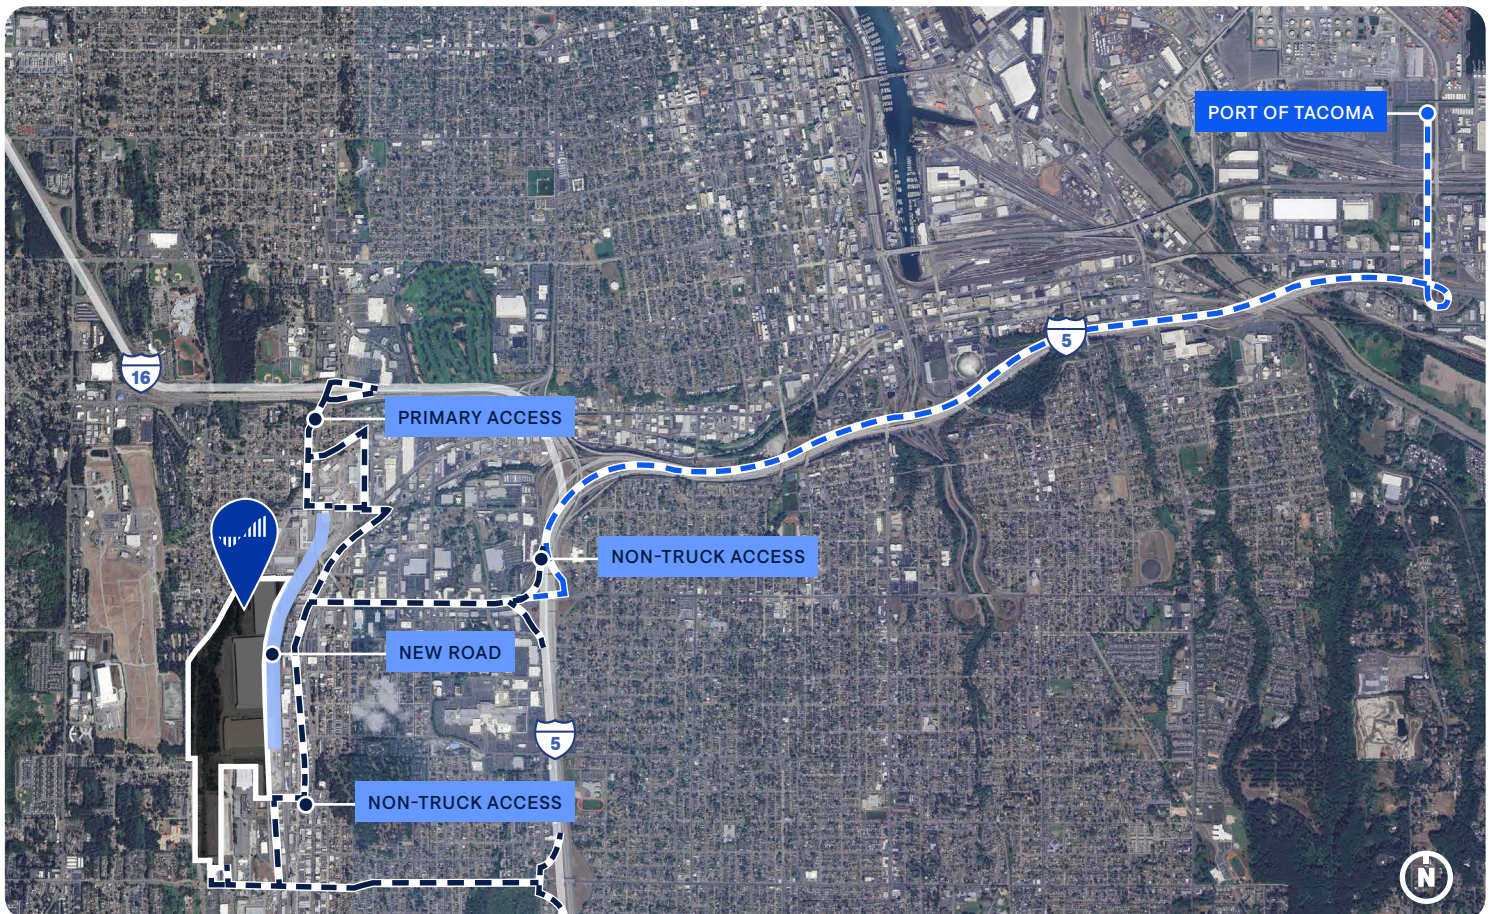 PORT OF TACOMA
5
16
PRIMARY ACCESS
NON-TRUCK ACCESS
NEW ROAD
5
NON-TRUCK ACCESS
N